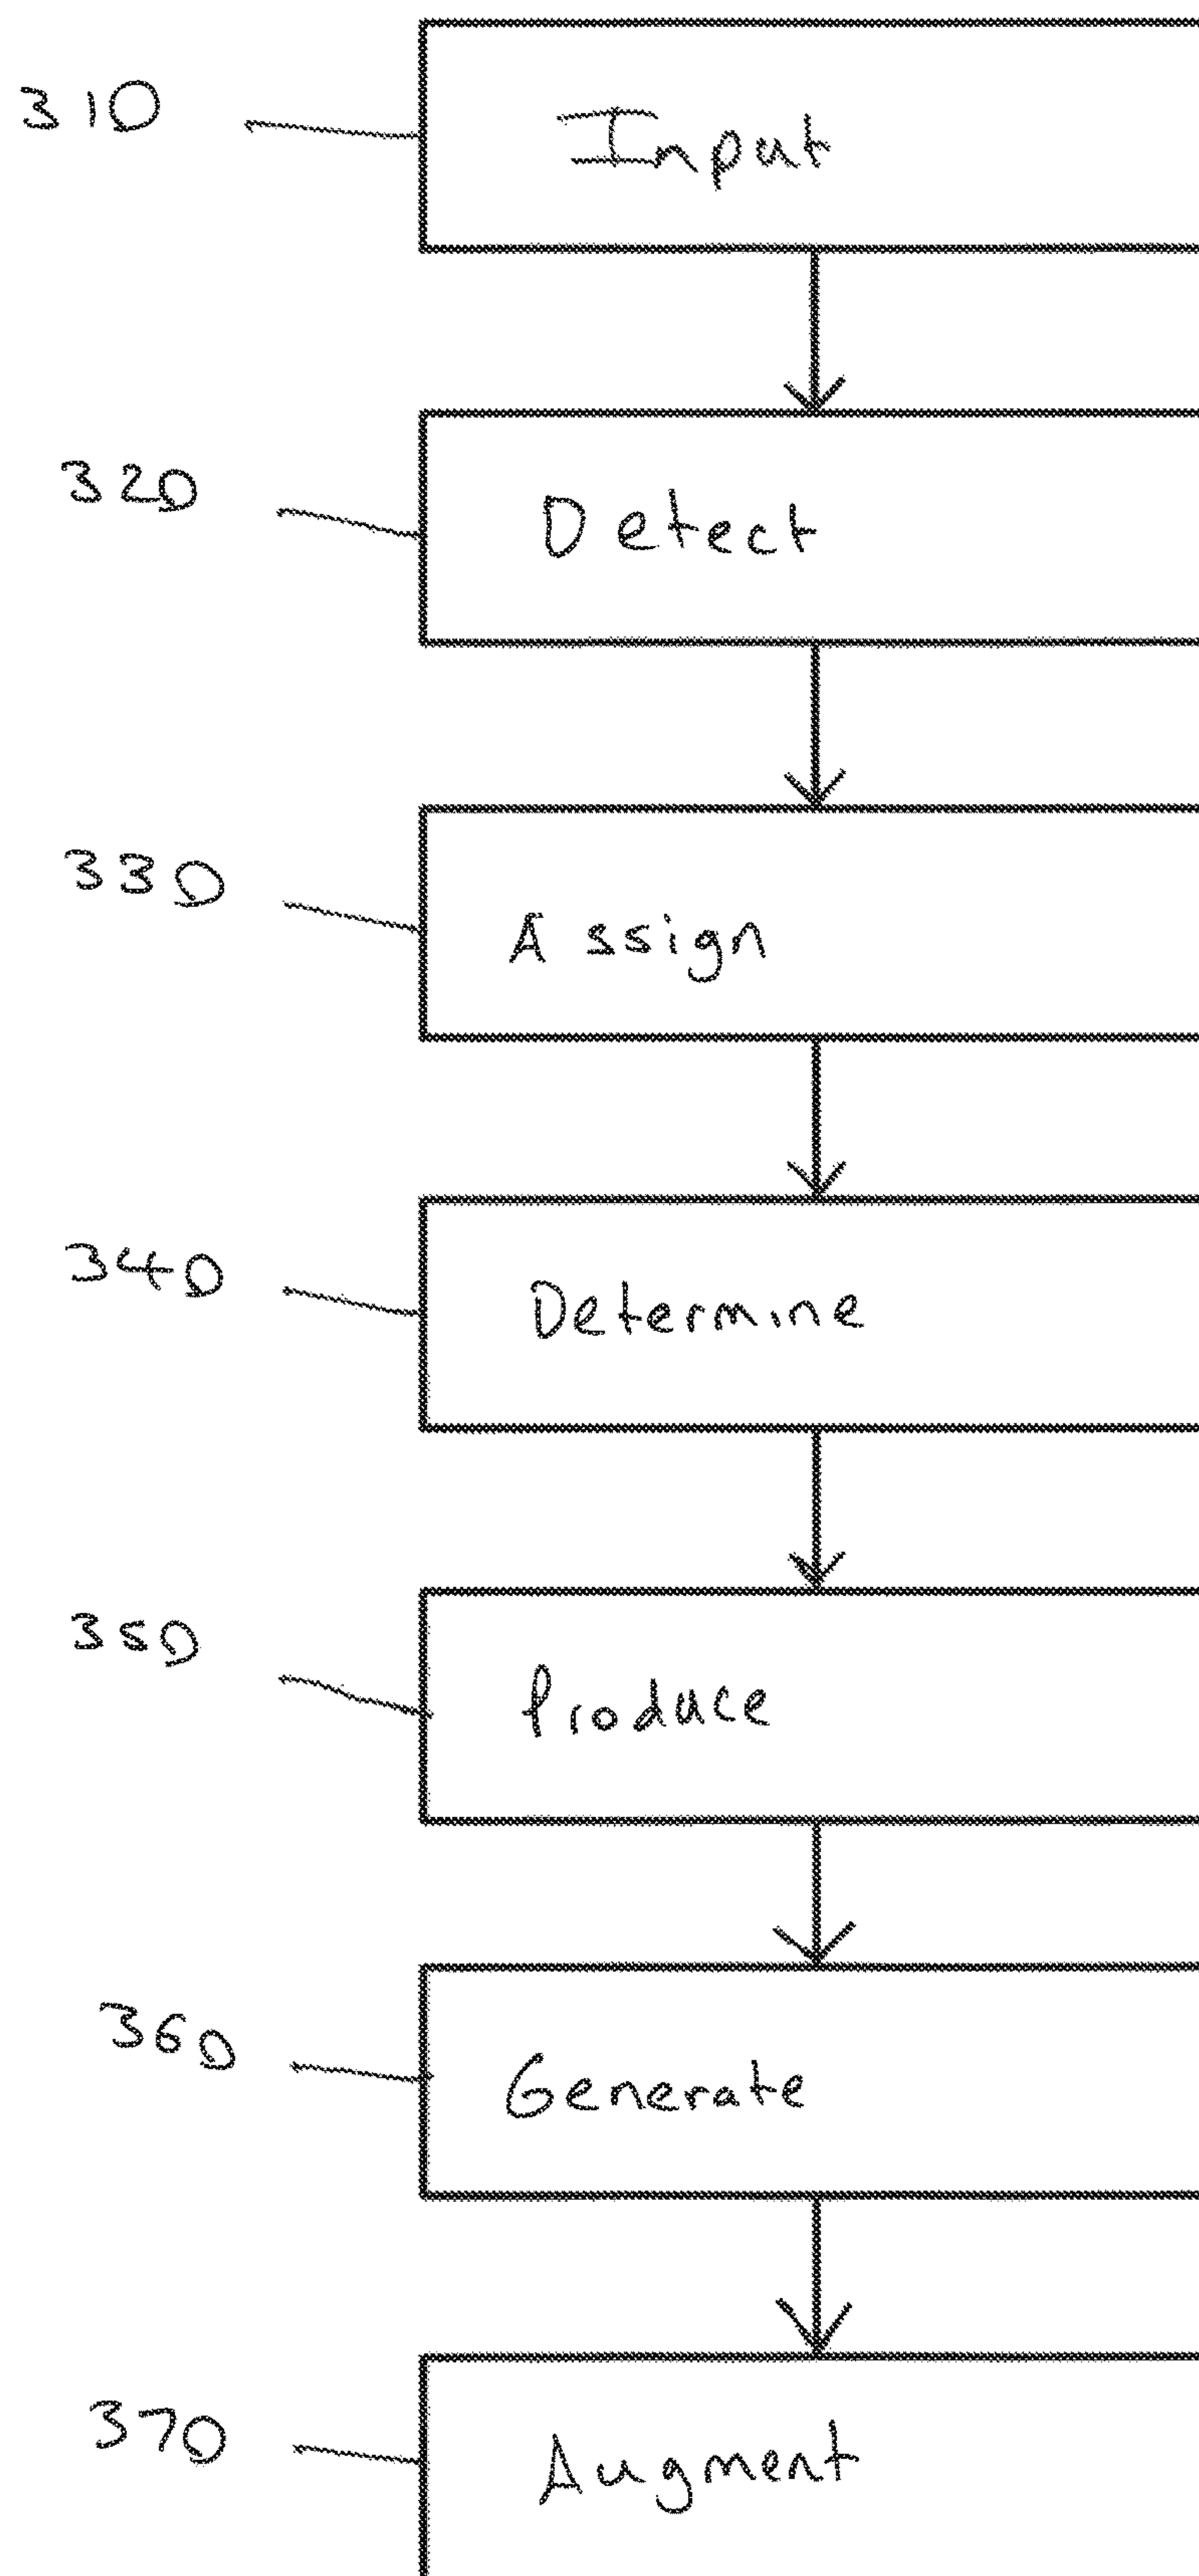 310
Input
320
Detect
330
Assign
340
Determine
350
Produce
360
Generate
370
Augment